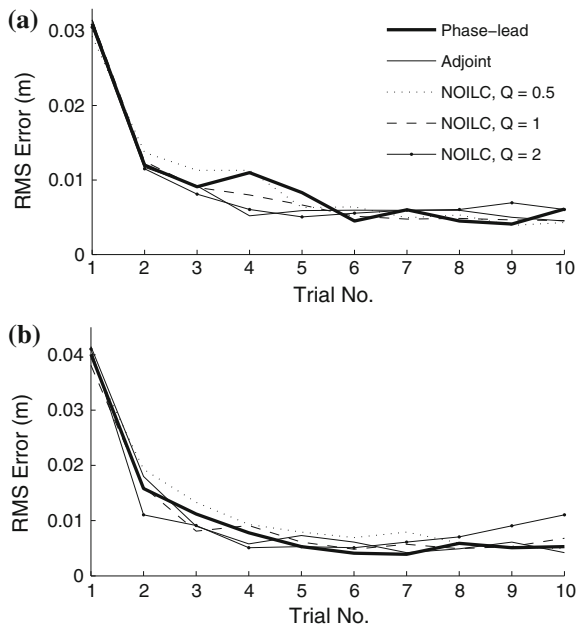 (a)
0.03
0.02
0.01
0
RMS Error (m)
Phase-lead
Adjoint
NOILC, Q = 0.5
NOILC, Q = 1
NOILC, Q = 2
1 2 3 4 5 6 7 8 9 10
Trial No.
(b)
0.04
0.03
0.02
0.01
0
RMS Error (m)
1 2 3 4 5 6 7 8 9 10
Trial No.